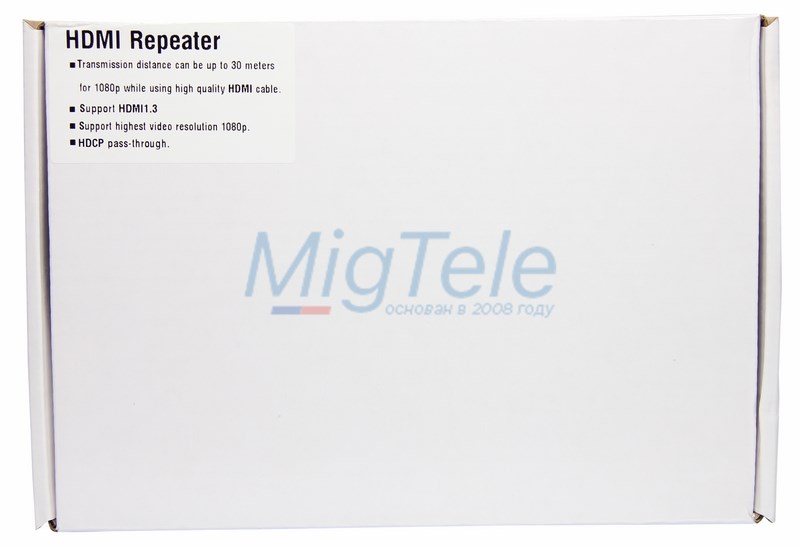 HDMI Repeater
■Transmission distance can be up to 30 meters
for 1080p while using high quality HDMI cable.
■ Support HDMI1.3
■ Support highest video resolution 1080p.
■ HDCP pass-through.
MigTele
основан в 2008 году